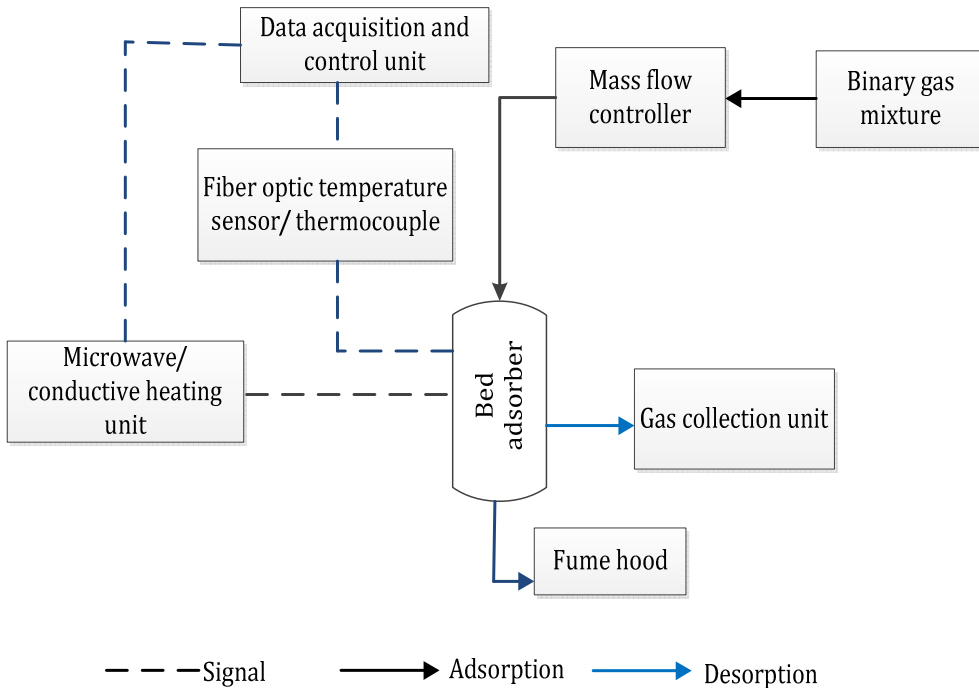 Data acquisition and
control unit
Mass flow
controller
Binary gas
mixture
Fiber optic temperature
sensor/ thermocouple
Microwave/
conductive heating
unit
Bed
adsorber
Gas collection unit
Fume hood
Signal
Adsorption
Desorption